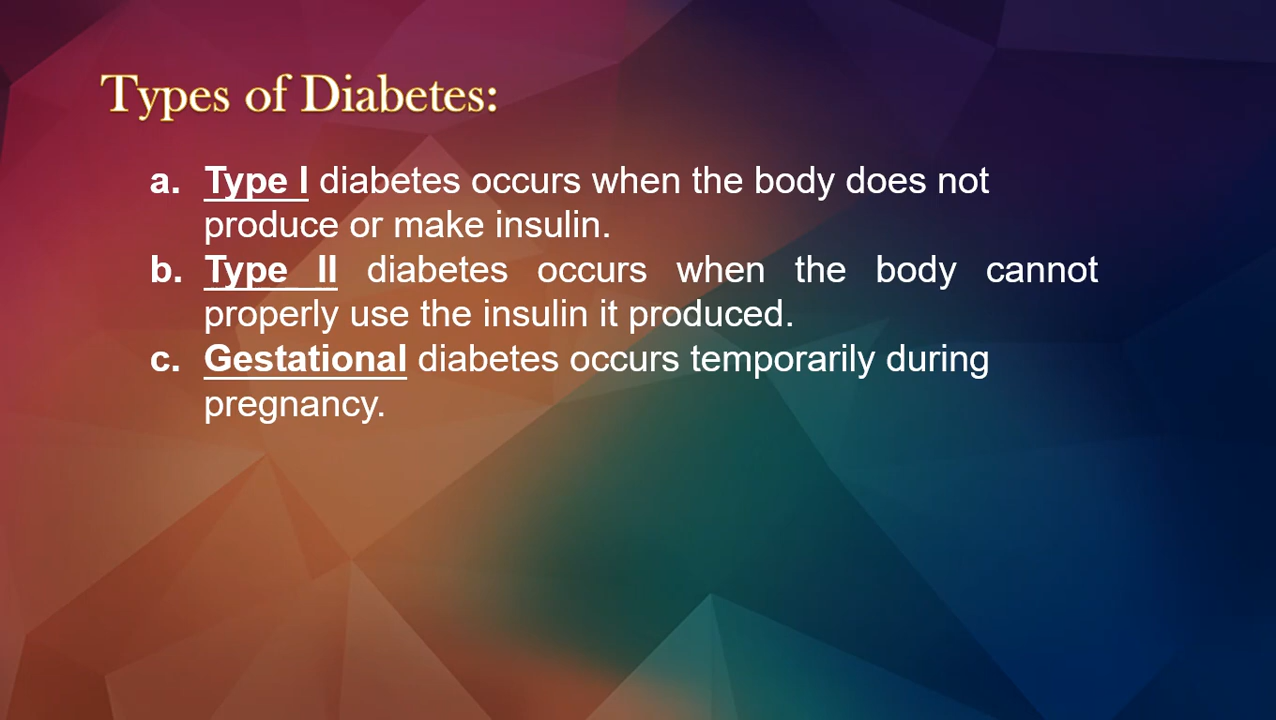 Types of Diabetes:
a. Type I diabetes occurs when the body does not
produce or make insulin.
b. Type II diabetes occurs when the body cannot
properly use the insulin it produced.
c. Gestational diabetes occurs temporarily during
pregnancy.